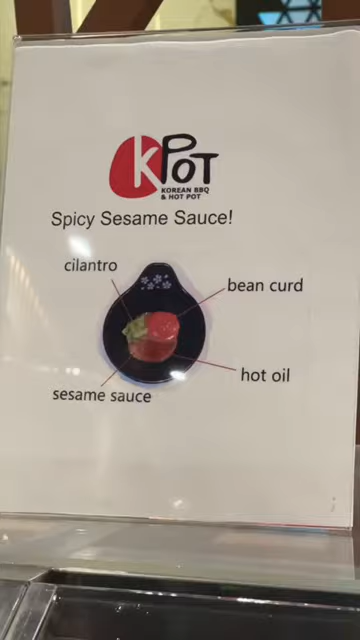 KPOT
KOREAN BBQ
& HOT POT
Spicy Sesame Sauce!
cilantro
bean curd
hot oil
sesame sauce